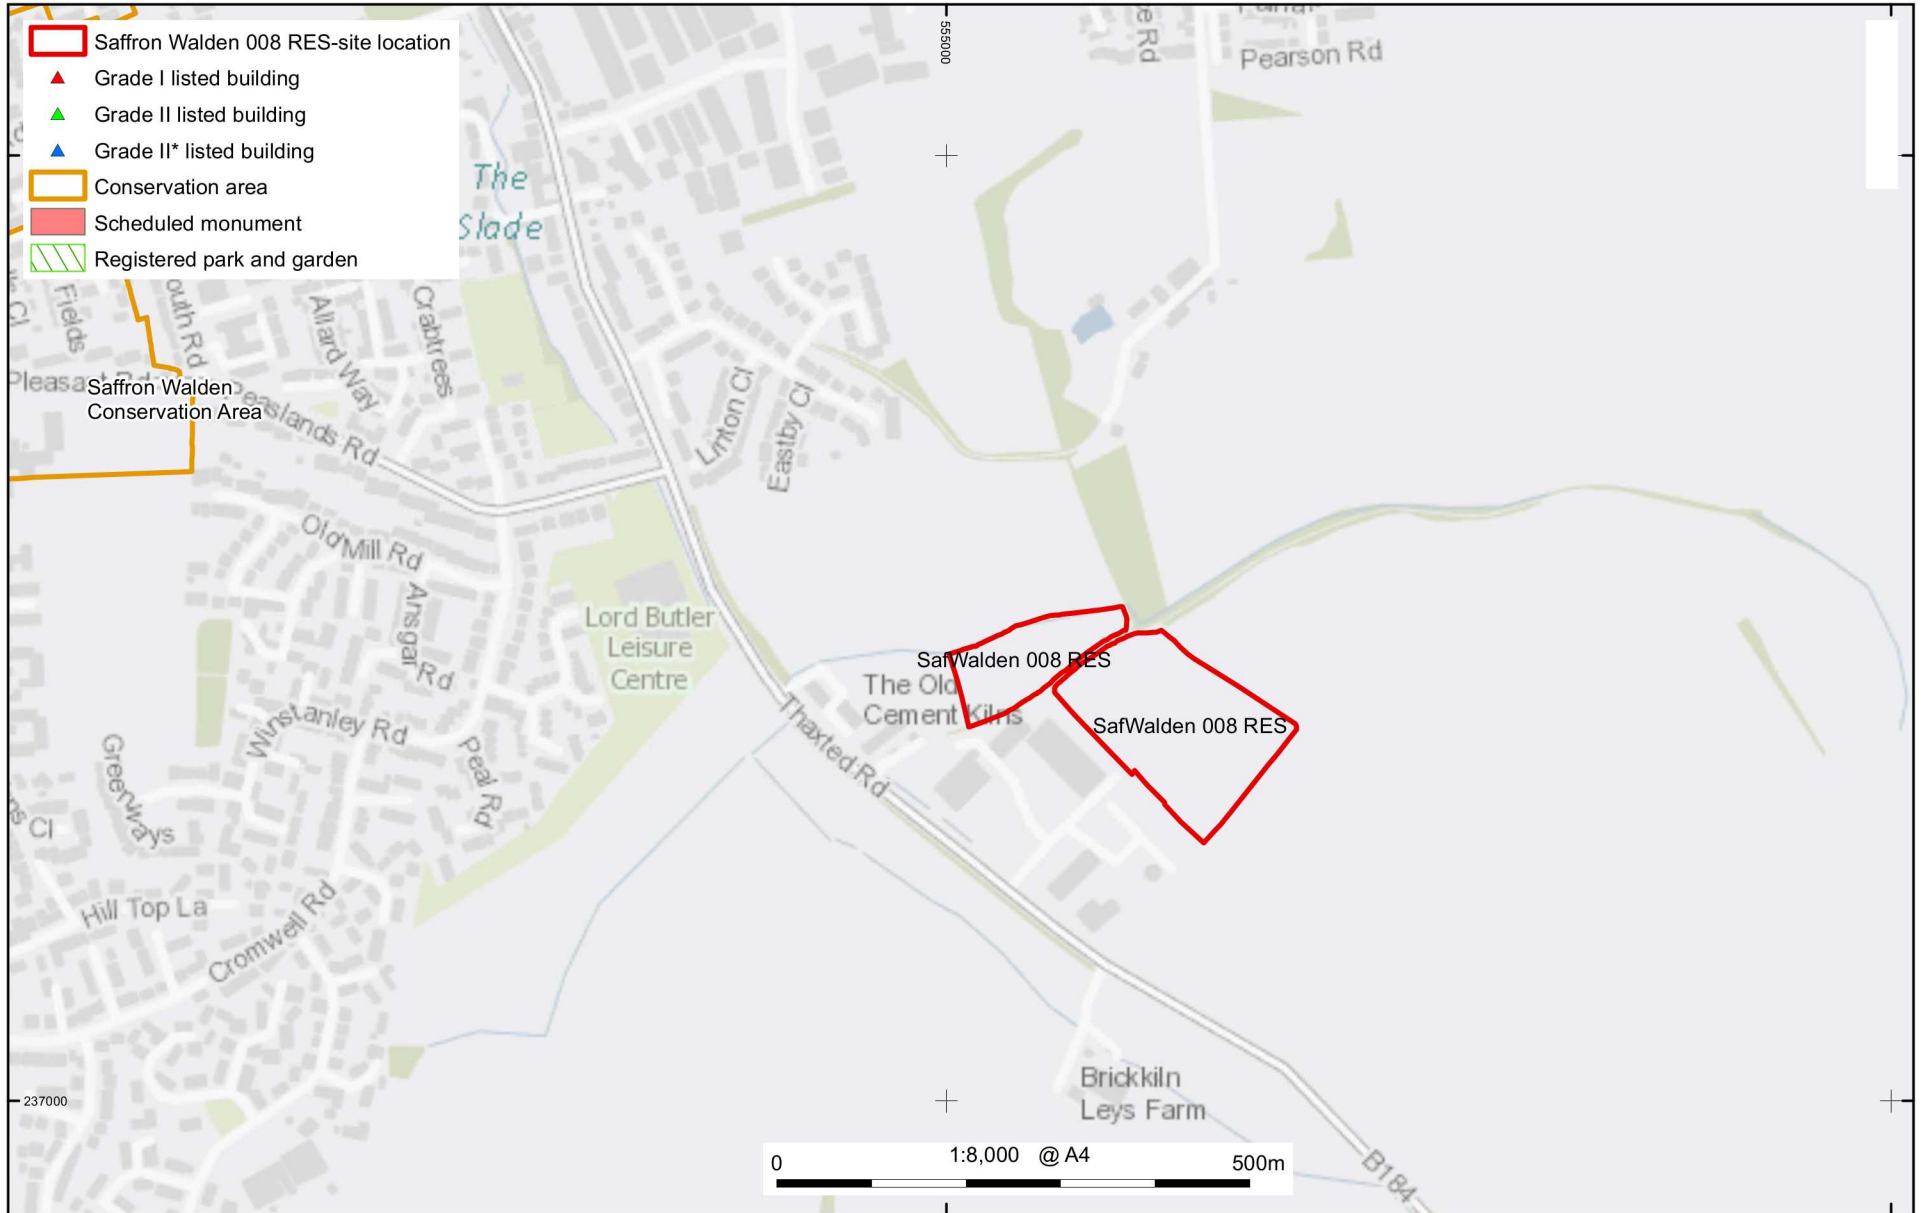 Saffron Walden 008 RES-site location
Grade I listed building
Grade II listed building
Grade II* listed building
Conservation area
Scheduled monument
Registered park and garden
555000
Pearson Rd
The
Slade
Fields
Cl
Allard Way
Crabtrees
Saffron Walden
Conservation Area
Peaslands Rd
Linton Cl
Eastby Cl
Old Mill Rd
Ansgar Rd
Lord Butler
Leisure
Centre
SafWalden 008 RES
The Old
Cement Kilns
SafWalden 008 RES
Thaxted Rd
Winstanley Rd
Peal Rd
Greenways
Cl
Hill Top La
Cromwell Rd
237000
Brickkiln
Leys Farm
B184
1:8,000 @ A4
0
500m